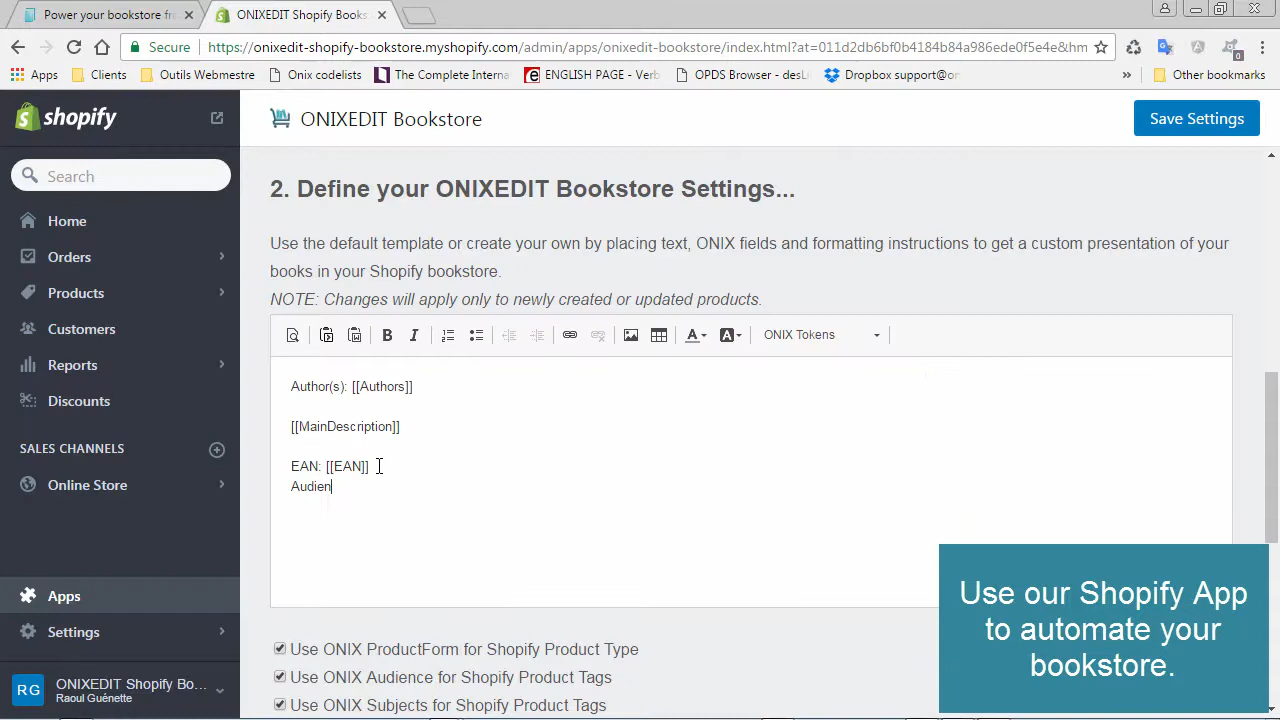 Power your bookstore fr
ONIXEDIT Shopify Books
Secure
https://onixedit-shopify-bookstore.myshopify.com/admin/apps/onixedit-bookstore/index.html?at=011d2db6bf0b4184b84a986ede0f5e4e&hm
Apps
Clients
Outils Webmestre
Onix codelists
The Complete Interna
ENGLISH PAGE - Verb
ONIX Browser - desLi
Dropbox support@on
»
Other bookmarks
0
shopify
Search
Home
Orders
Products
Customers
Reports
Discounts
SALES CHANNELS
Online Store
Apps
Settings
RG
ONIXEDIT Shopify Bo...
Raoul Guénette
ONIXEDIT Bookstore
Save Settings
2. Define your ONIXEDIT Bookstore Settings...
Use the default template or create your own by placing text, ONIX fields and formatting instructions to get a custom presentation of your
books in your Shopify bookstore.
NOTE: Changes will apply only to newly created or updated products.
B I A A ONIX Tokens
Author(s): [[Authors]]
[[MainDescription]]
EAN: [[EAN]]
Audien
Use ONIX ProductForm for Shopify Product Type
Use ONIX Audience for Shopify Product Tags
Use ONIX Subjects for Shopify Product Tags
Use our Shopify App
to automate your
bookstore.